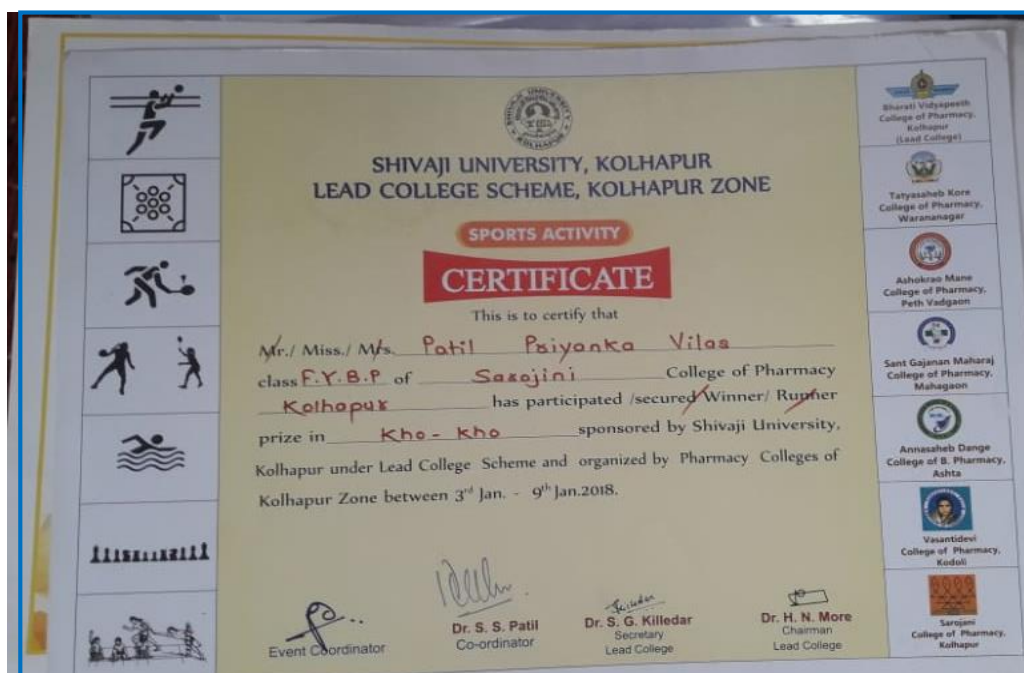 SHIVAJI UNIVERSITY
KOLHAPUR
SHIVAJI UNIVERSITY, KOLHAPUR
LEAD COLLEGE SCHEME, KOLHAPUR ZONE
SPORTS ACTIVITY
CERTIFICATE
This is to certify that
Mr./ Miss./ M/s. Patil Priyanka Vilas
class F.Y.B.P of Sarojini College of Pharmacy
Kolhapur has participated /secured Winner/ Runner
prize in Kho - Kho sponsored by Shivaji University,
Kolhapur under Lead College Scheme and organized by Pharmacy Colleges of
Kolhapur Zone between 3rd Jan. - 9th Jan.2018.
Event Coordinator
Dr. S. S. Patil
Co-ordinator
Dr. S. G. Killedar
Secretary
Lead College
Dr. H. N. More
Chairman
Lead College
Bharati Vidyapeeth
College of Pharmacy,
Kolhapur
(Lead College)
Tatyasaheb Kore
College of Pharmacy,
Warananagar
Ashokrao Mane
College of Pharmacy,
Peth Vadgaon
Sant Gajanan Maharaj
College of Pharmacy,
Mahagaon
Annasaheb Dange
College of B. Pharmacy,
Ashta
Vasantidevi
College of Pharmacy,
Kodoli
Sarojani
College of Pharmacy,
Kolhapur